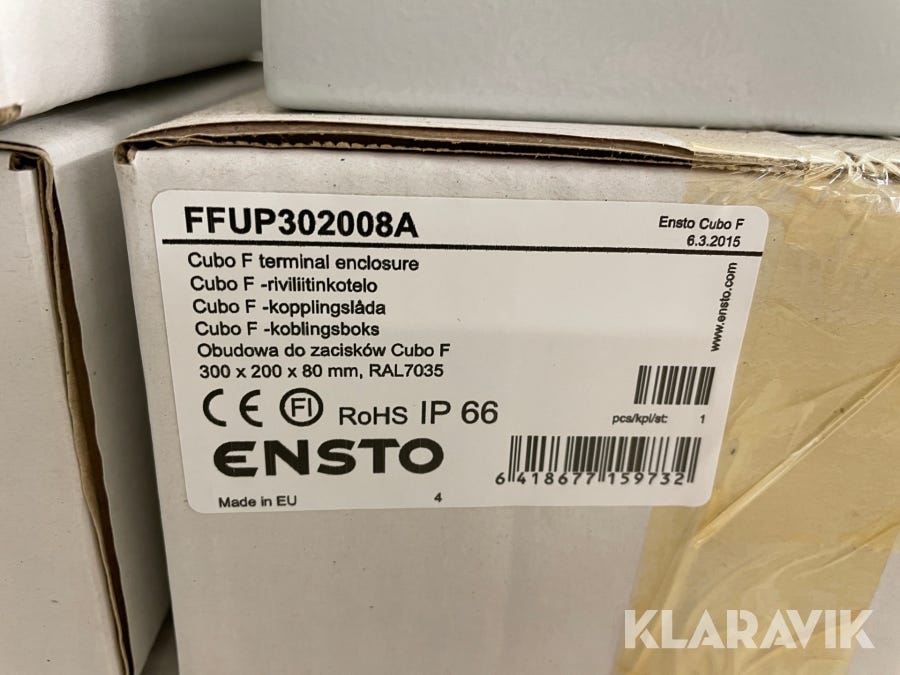 FFUP302008A
Ensto Cubo F
6.3.2015
Cubo F terminal enclosure
Cubo F -riviliitinkotelo
Cubo F -kopplingslåda
Cubo F -koblingsboks
Obudowa do zacisków Cubo F
300 x 200 x 80 mm, RAL7035
www.ensto.com
CE FI RoHS IP 66
pcs/kpl/st: 1
ENSTO
6 418677 159732
Made in EU 4
KLARAVIK